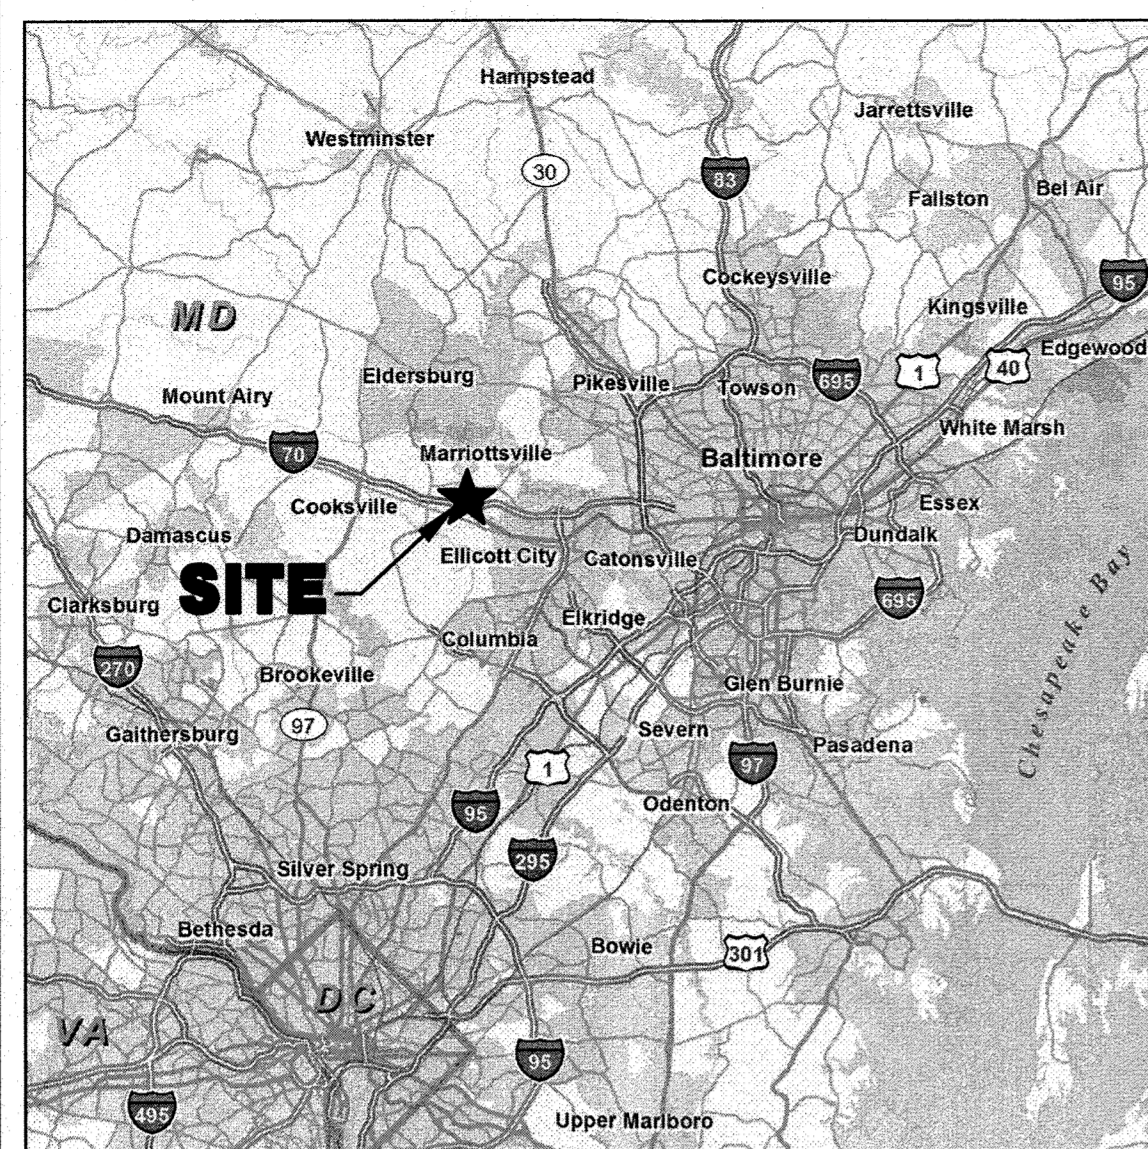 Hampstead
Jarrettsville
Westminster
30
83
Fallston
Bel Air
Cockeysville
95
Kingsville
MD
Edgewood
1
40
Eldersburg
Pikesville
Towson
695
Mount Airy
White Marsh
70
Marriottsville
Baltimore
Cooksville
Essex
Damascus
Dundalk
Ellicott City
Catonsville
SITE
Clarksburg
695
Chesapeake Bay
Elkridge
Columbia
270
Brookeville
Glen Burnie
97
Gaithersburg
Severn
Pasadena
1
97
95
Odenton
295
Silver Spring
Bethesda
Bowie
301
DC
VA
95
495
Upper Marlboro